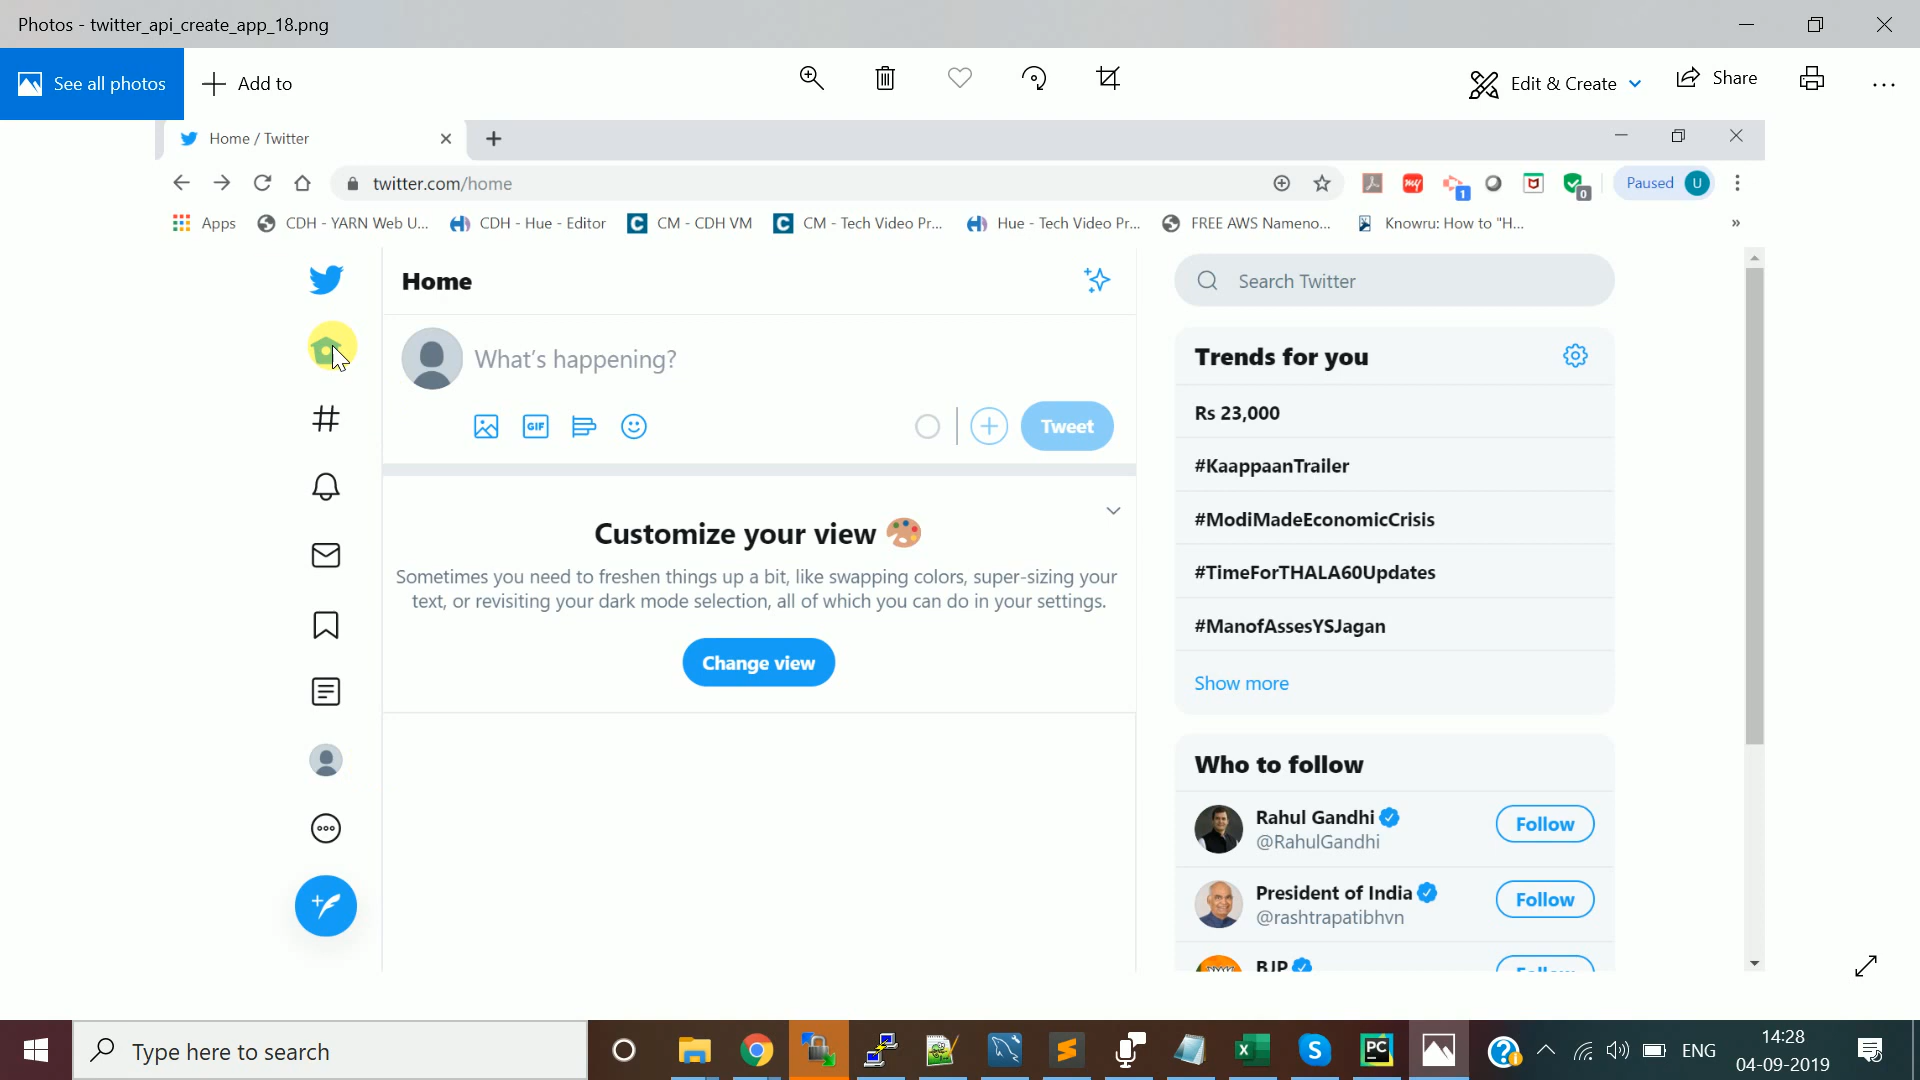 Photos - twitter_api_create_app_18.png
See all photos
Add to
Edit & Create
Share
Home / Twitter
twitter.com/home
1
0
Paused
U
Apps
CDH - YARN Web U...
CDH - Hue - Editor
CM - CDH VM
CM - Tech Video Pr...
Hue - Tech Video Pr...
FREE AWS Nameno...
Knowru: How to "H...
Home
Search Twitter
What's happening?
GIF
Tweet
Trends for you
Rs 23,000
#KaappaanTrailer
#ModiMadeEconomicCrisis
#TimeForTHALA60Updates
#ManofAssesYSJagan
Show more
Customize your view
Sometimes you need to freshen things up a bit, like swapping colors, super-sizing your
text, or revisiting your dark mode selection, all of which you can do in your settings.
Change view
Who to follow
Rahul Gandhi
@RahulGandhi
Follow
President of India
@rashtrapatibhvn
Follow
BJP
Follow
Type here to search
ENG
14:28
04-09-2019